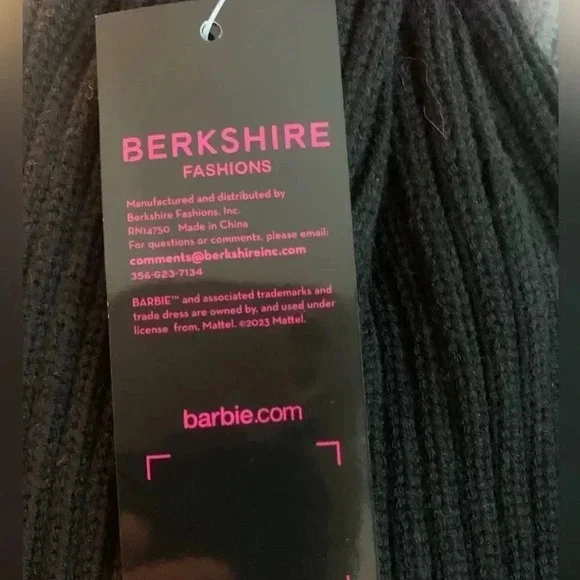 BERKSHIRE
FASHIONS
Manufactured and distributed by
Berkshire Fashions, Inc.
RN14750 Made in China
For questions or comments, please email:
comments@berkshireinc.com
356-G23-7134
BARBIE™ and associated trademarks and
trade dress are owned by, and used under
license from, Mattel. ©2023 Mattel.
barbie.com